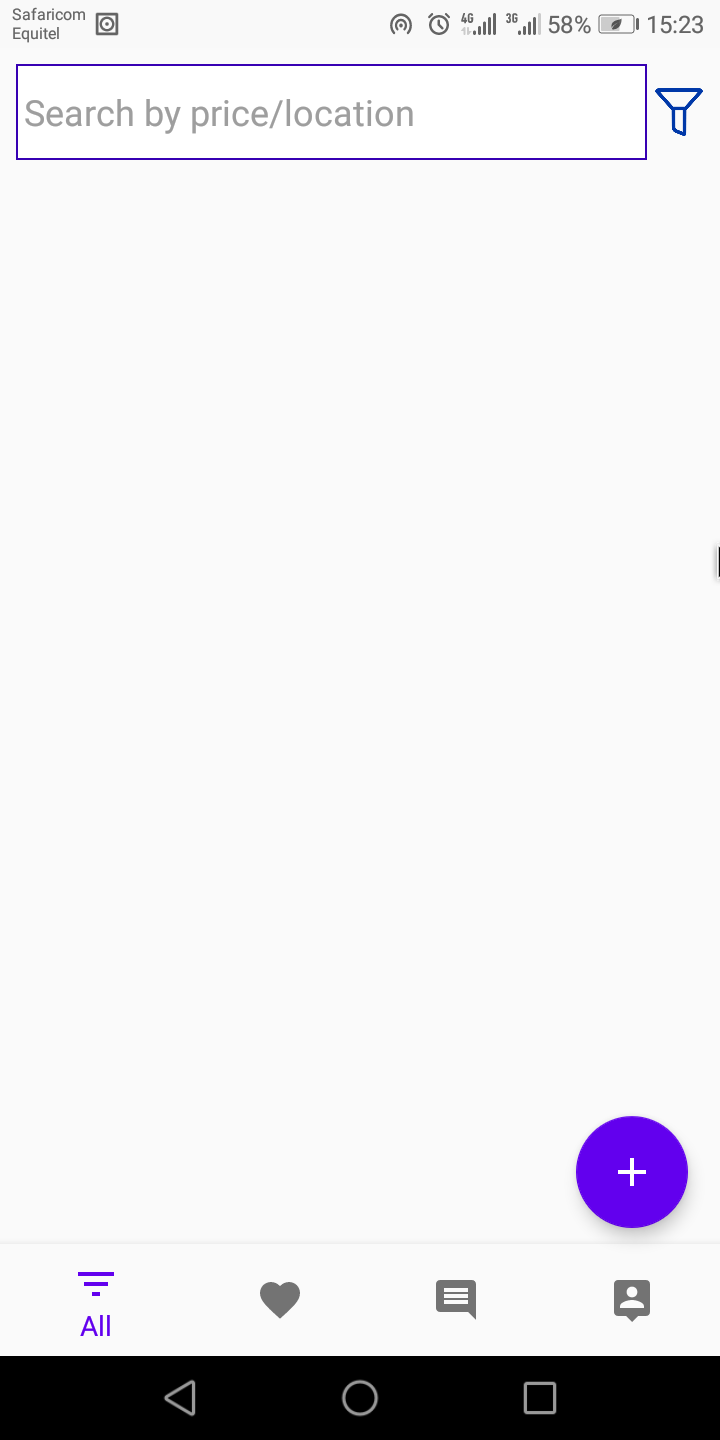 Safaricom
Equitel
4G
3G
58%
15:23
Search by price/location
All